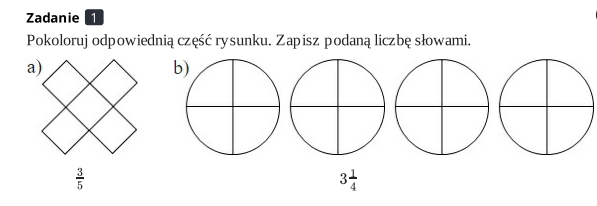 Zadanie 1
Pokoloruj odpowiednią część rysunku. Zapisz podaną liczbę słowami.
a) b)
3/5 3 1/4